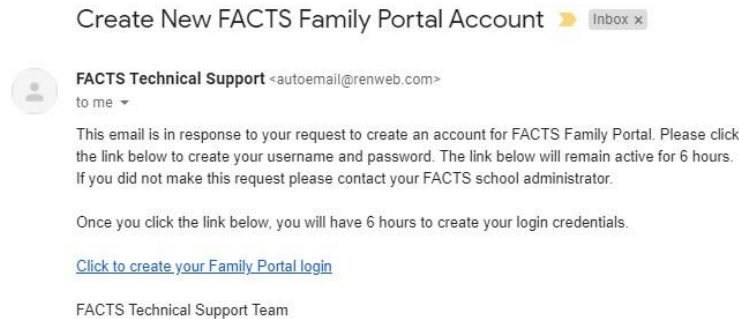 Create New FACTS Family Portal Account Inbox x
FACTS Technical Support <autoemail@renweb.com>
to me
This email is in response to your request to create an account for FACTS Family Portal. Please click
the link below to create your username and password. The link below will remain active for 6 hours.
If you did not make this request please contact your FACTS school administrator.
Once you click the link below, you will have 6 hours to create your login credentials.
Click to create your Family Portal login
FACTS Technical Support Team